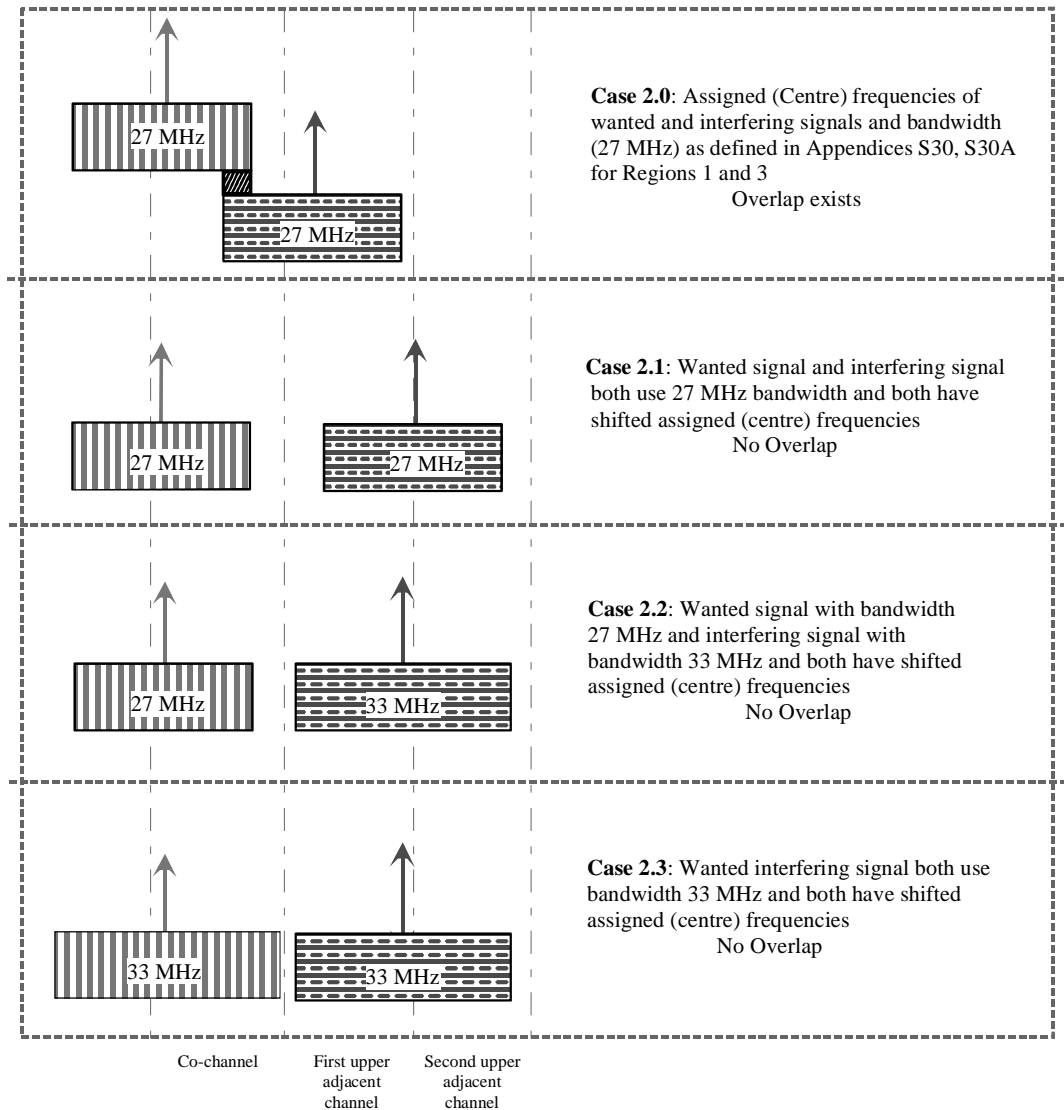 27 MHz
27 MHz
Case 2.0: Assigned (Centre) frequencies of
wanted and interfering signals and bandwidth
(27 MHz) as defined in Appendices S30, S30A
for Regions 1 and 3
Overlap exists
27 MHz
27 MHz
Case 2.1: Wanted signal and interfering signal
both use 27 MHz bandwidth and both have
shifted assigned (centre) frequencies
No Overlap
27 MHz
33 MHz
Case 2.2: Wanted signal with bandwidth
27 MHz and interfering signal with
bandwidth 33 MHz and both have shifted
assigned (centre) frequencies
No Overlap
33 MHz
33 MHz
Case 2.3: Wanted interfering signal both use
bandwidth 33 MHz and both have shifted
assigned (centre) frequencies
No Overlap
Co-channel
First upper
adjacent
channel
Second upper
adjacent
channel